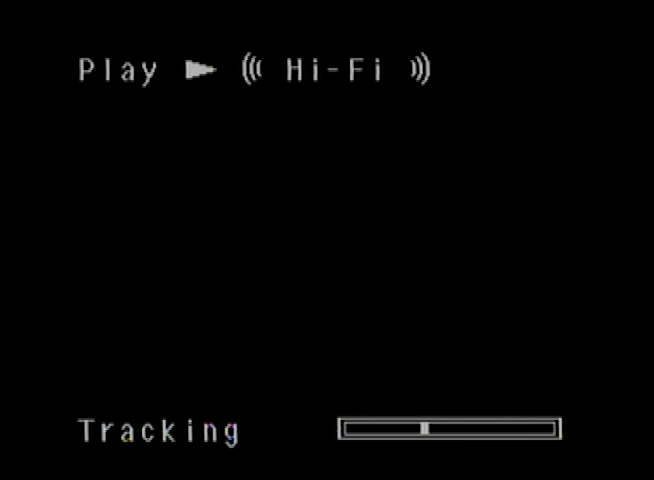 Play ► ((( Hi-Fi )))
Tracking